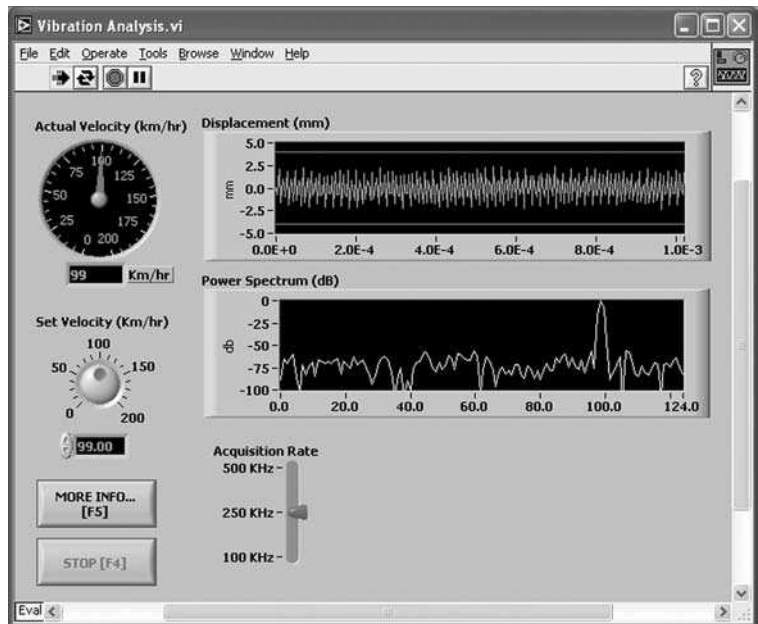 Vibration Analysis.vi
File Edit Operate Tools Browse Window Help
?
Actual Velocity (km/hr)
100
75 125
50 150
25 175
0 200
99 Km/hr
Displacement (mm)
5.0
2.5
0.0
-2.5
-5.0
mm
0.0E+0 2.0E-4 4.0E-4 6.0E-4 8.0E-4 1.0E-3
Power Spectrum (dB)
0
-25
-50
-75
-100
db
0.0 20.0 40.0 60.0 80.0 100.0 124.0
Set Velocity (Km/hr)
100
50 150
0 200
99.00
Acquisition Rate
500 KHz
250 KHz
100 KHz
MORE INFO...
[F5]
STOP [F4]
Eval